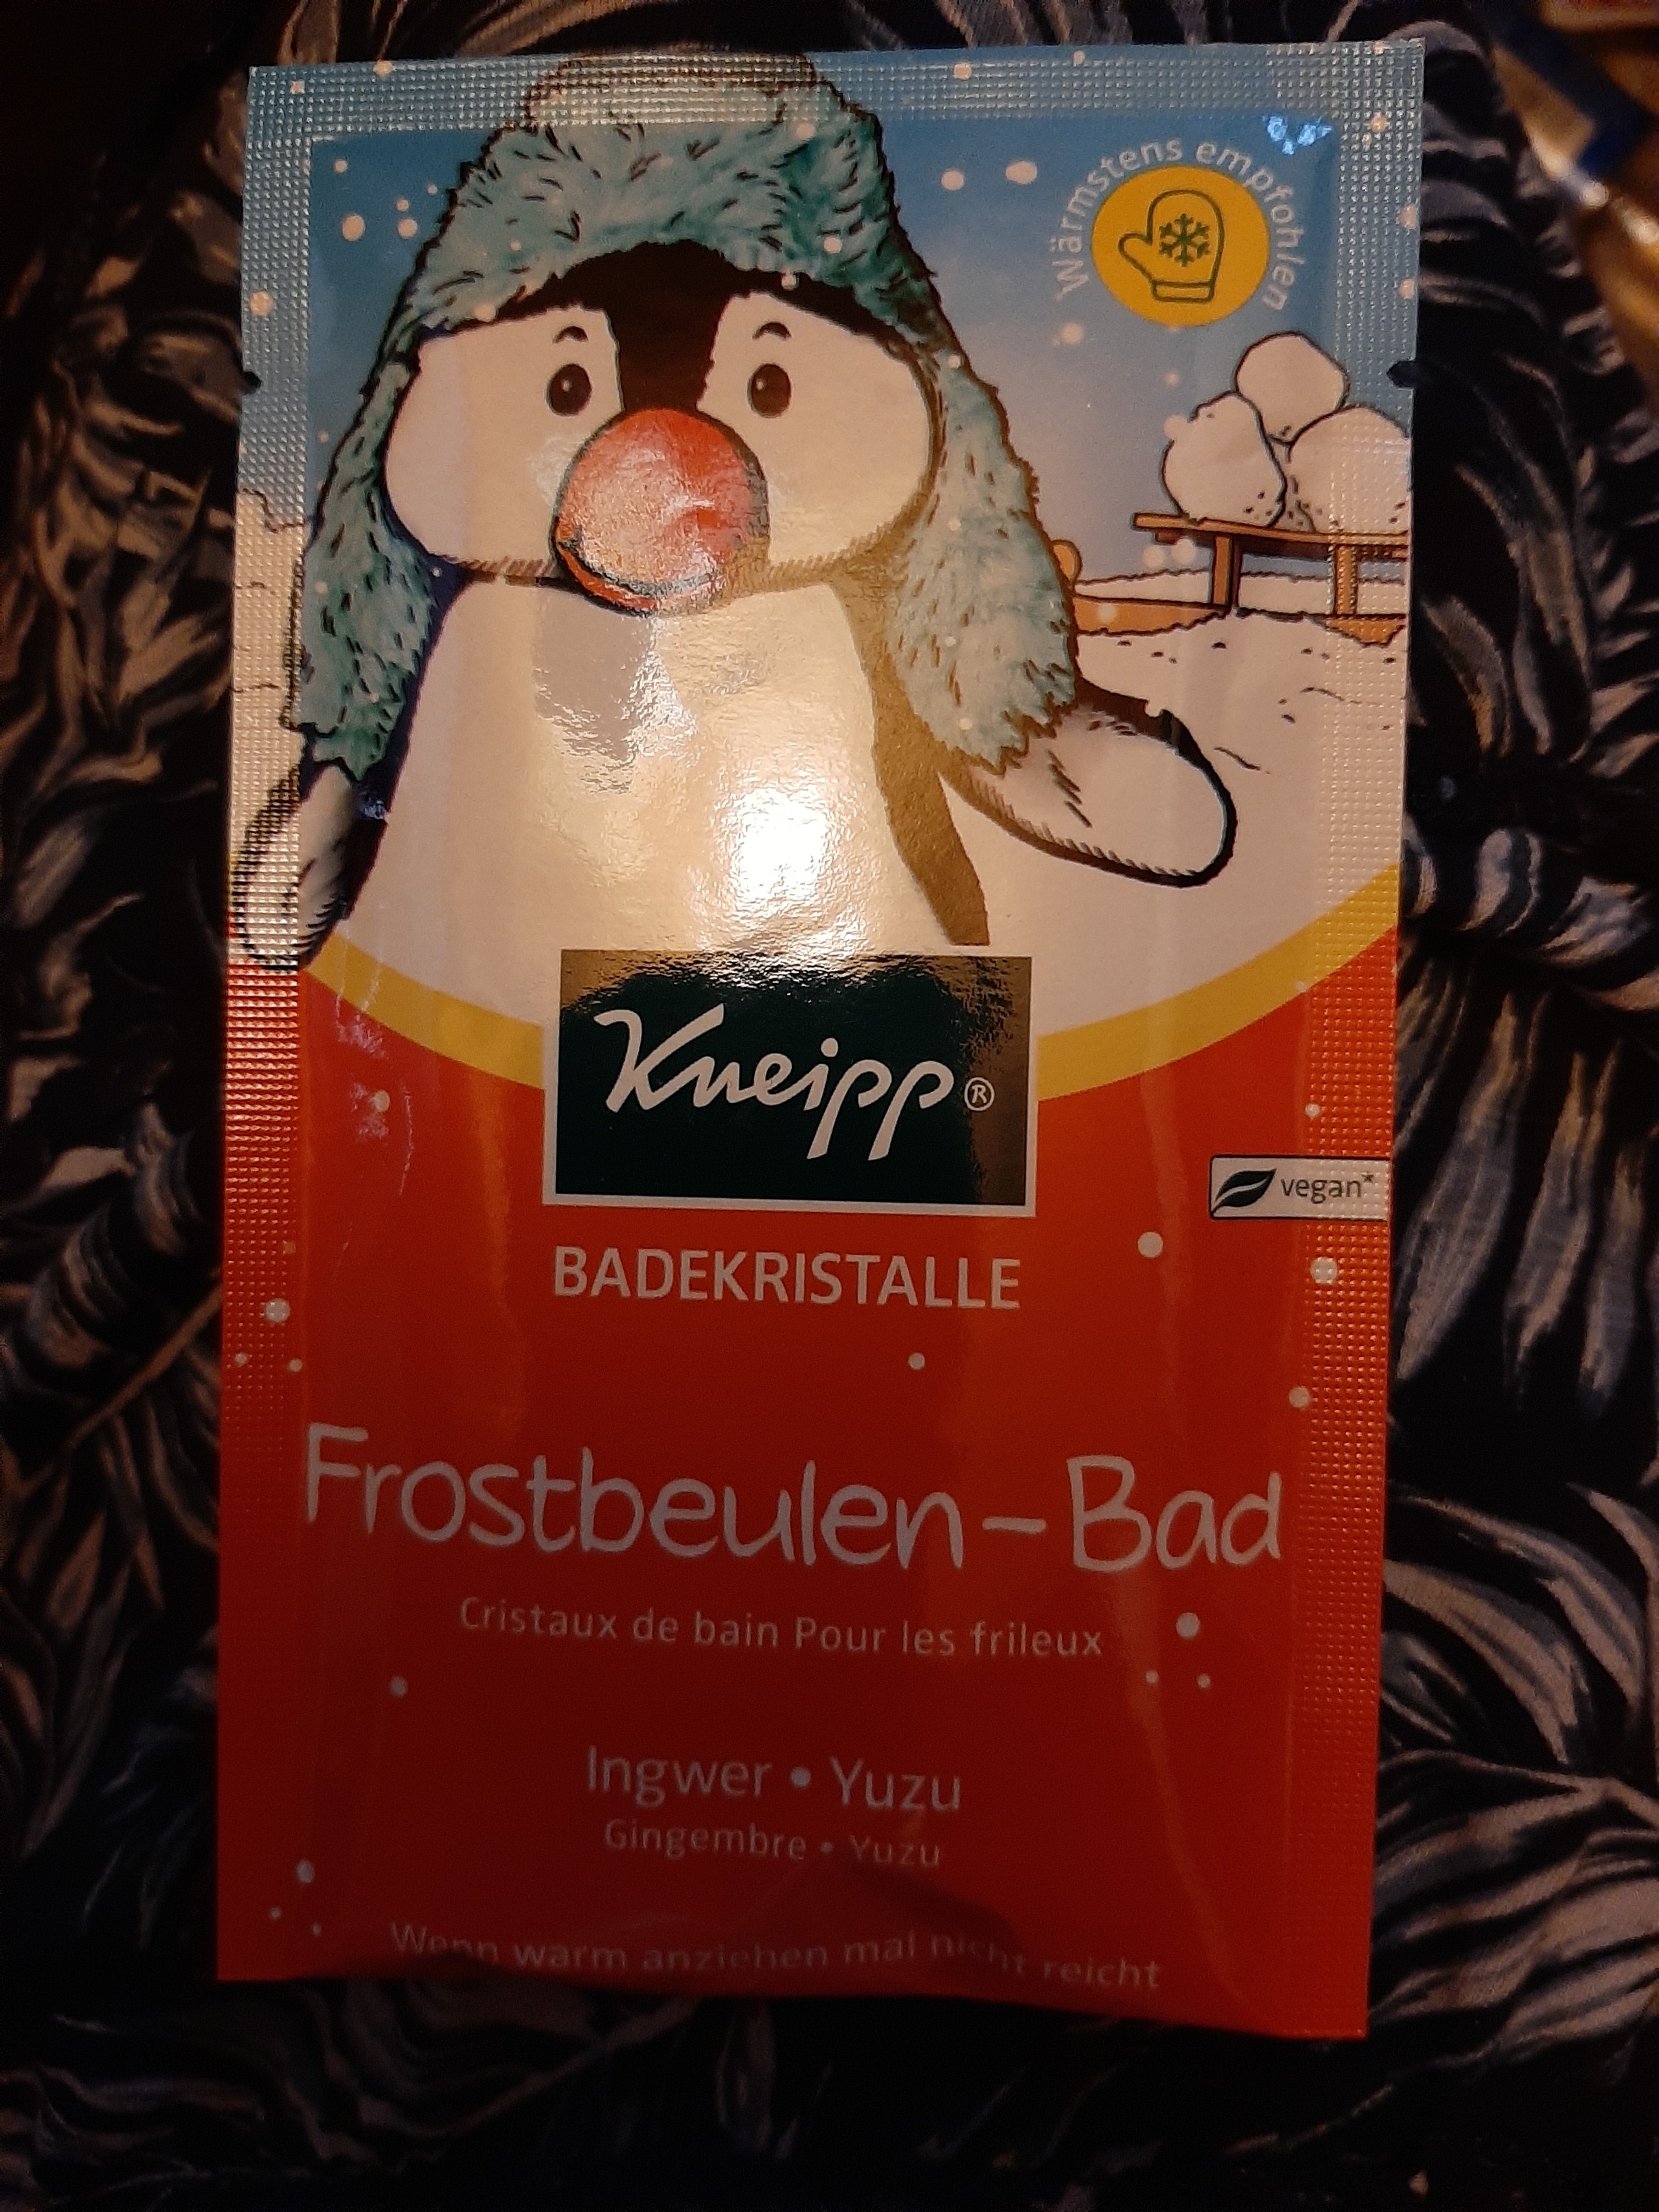 Wärmstens empfohlen
Kneipp®
vegan*
BADEKRISTALLE
Frostbeulen-Bad
Cristaux de bain Pour les frileux
Ingwer • Yuzu
Gingembre • Yuzu
Wenn warm anziehen mal nicht reicht